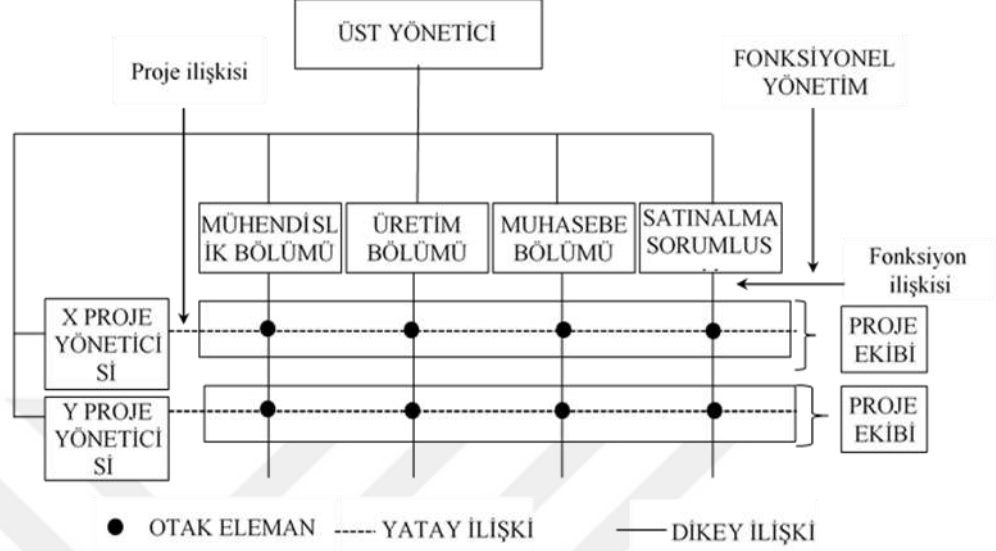 ÜST YÖNETİCİ
Proje ilişkisi
FONKSİYONEL
YÖNETİM
MÜHENDİSL
İK BÖLÜMÜ
ÜRETİM
BÖLÜMÜ
MUHASEBE
BÖLÜMÜ
SATINALMA
SORUMLUS
Fonksiyon
ilişkisi
X PROJE
YÖNETİCİ
Sİ
PROJE
EKİBİ
Y PROJE
YÖNETİCİ
Sİ
PROJE
EKİBİ
OTAK ELEMAN
YATAY İLİŞKİ
DİKEY İLİŞKİ